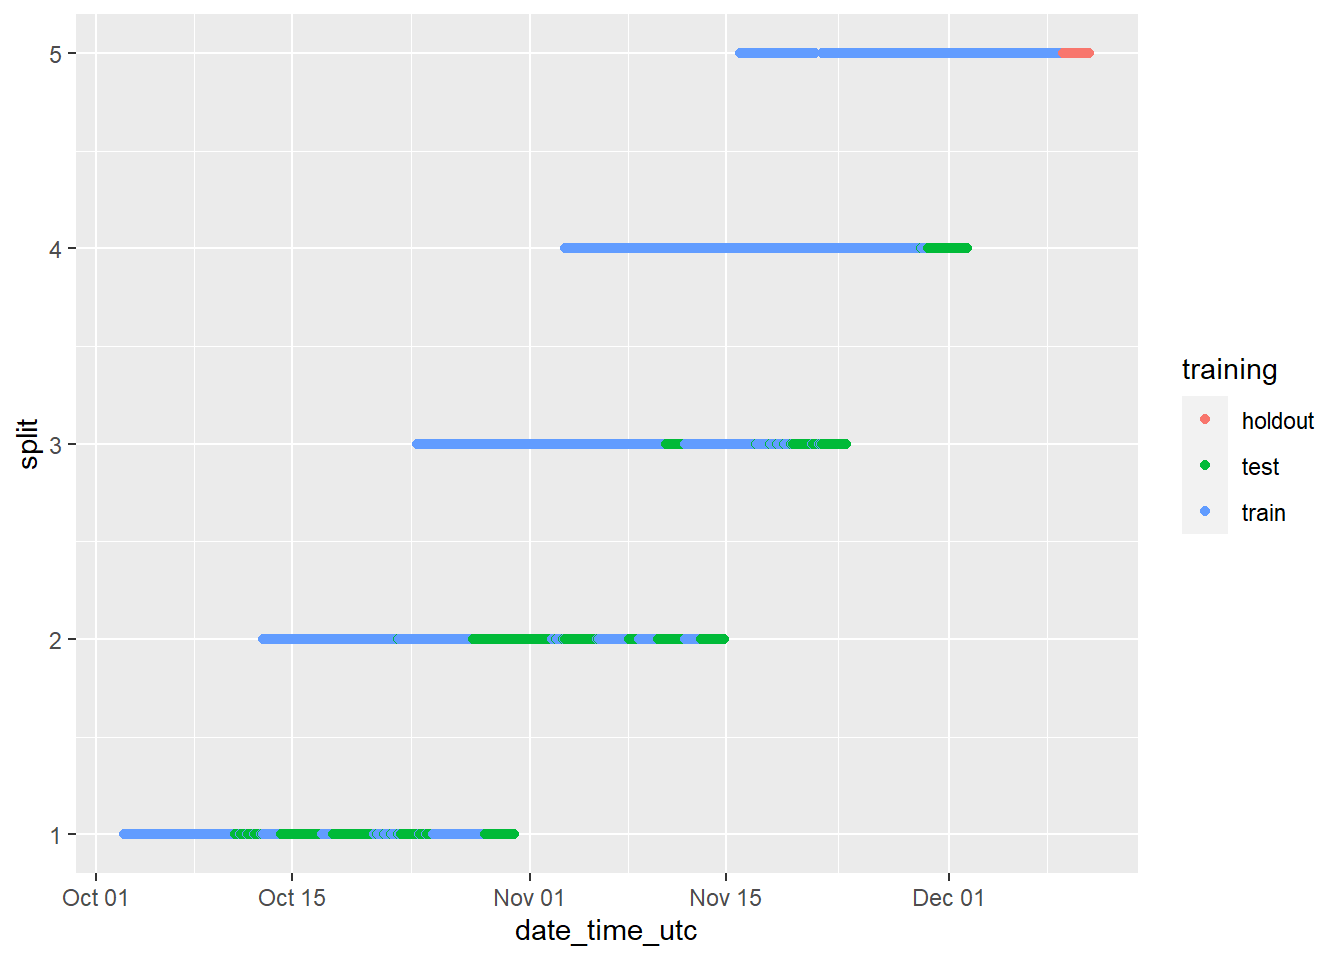 5
4
3
2
1
split
Oct 01
Oct 15
Nov 01
Nov 15
Dec 01
date_time_utc
training
holdout
test
train